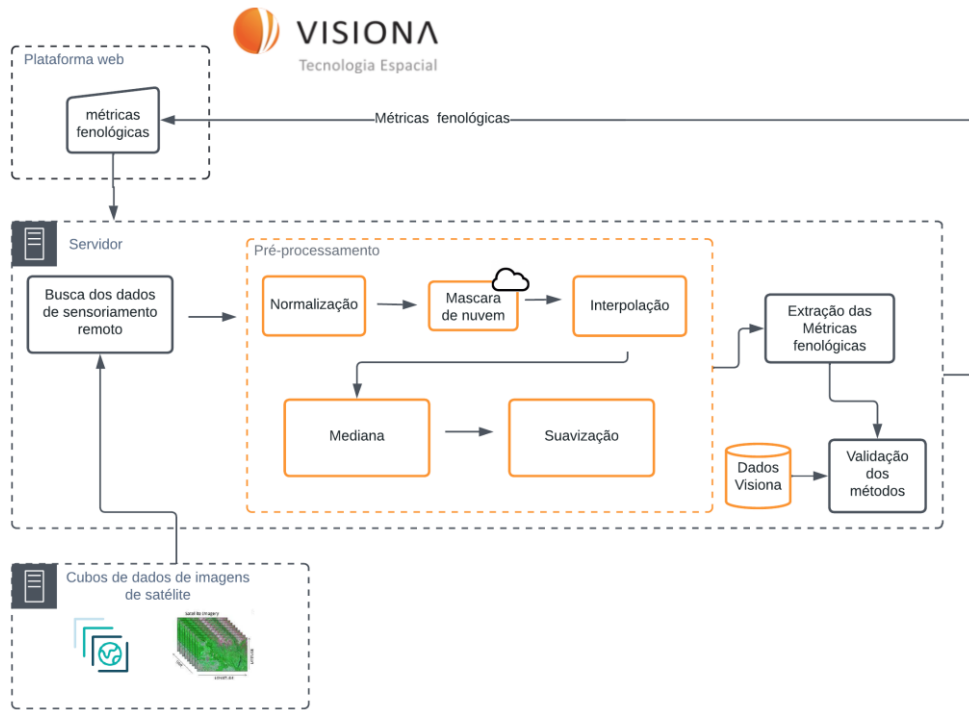 VISIONA
Tecnologia Espacial
Plataforma web
métricas
fenológicas
Métricas fenológicas
Servidor
Busca dos dados
de sensoriamento
remoto
Pré-processamento
Normalização
Mascara
de nuvem
Interpolação
Mediana
Suavização
Extração das
Métricas
fenológicas
Dados
Visiona
Validação
dos
métodos
Cubos de dados de imagens
de satélite
Satellite Imagery